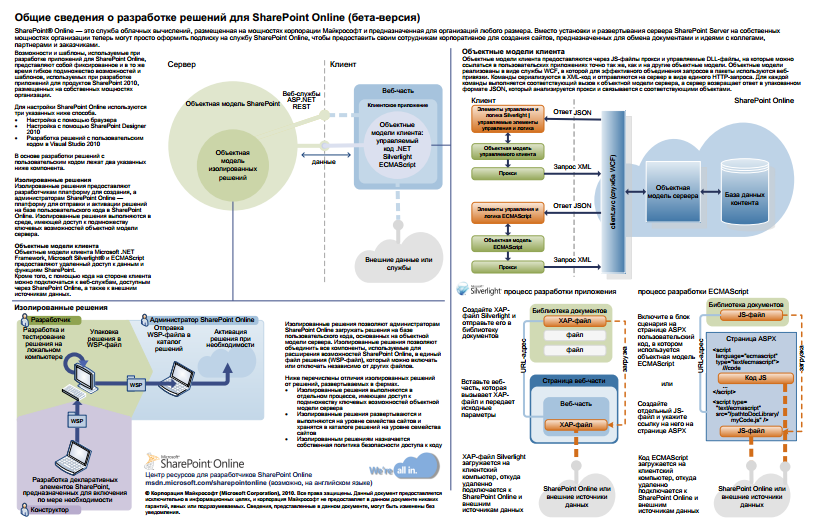 Общие сведения о разработке решений для SharePoint Online (бета-версия)
SharePoint® Online — это служба облачных вычислений, размещенная на мощностях корпорации Майкрософт и предназначенная для организаций любого размера. Вместо установки и развертывания сервера SharePoint Server на собственных
мощностях организации теперь могут просто оформить подписку на службу SharePoint Online, чтобы предоставить своим сотрудникам корпоративное для создания сайтов, предназначенных для обмена документами и идеями с коллегами,
партнерами и заказчиками.
Возможности и шаблоны, используемые при
разработке приложений для SharePoint Online,
представляют собой фиксированное и в то же
время гибкое подмножество возможностей и
шаблонов, используемых при разработке
приложений для продуктов SharePoint 2010,
размещенных на собственных мощностях
организации.
Для настройки SharePoint Online используются
три указанных ниже способа.
• Настройка с помощью браузера
• Настройка с помощью SharePoint Designer
2010
• Разработка решений с пользовательским
кодом в Visual Studio 2010
В основе разработки решений с
пользовательским кодом лежат два указанных
ниже компонента.
Изолированные решения
Изолированные решения предоставляют
разработчикам платформу для создания, а
администраторам SharePoint Online —
платформу для отправки и активации решений
на базе пользовательского кода в SharePoint
Online. Изолированные решения выполняются в
среде, имеющей доступ к подмножеству
ключевых возможностей объектной модели
сервера.
Объектные модели клиента
Объектные модели клиента Microsoft .NET
Framework, Microsoft Silverlight® и ECMAScript
предоставляют удаленный доступ к данным и
функциям SharePoint.
Кроме того, с помощью кода на стороне клиента
можно подключаться к веб-службам, доступным
через SharePoint Online, а также к внешним
источникам данных.
Сервер
Клиент
Объектная модель SharePoint
Объектная
модель
изолированных
решений
Веб-службы
ASP.NET
REST
данные
Веб-часть
Клиентское приложение
Объектные
модели клиента:
управляемый
код .NET
Silverlight
ECMAScript
Внешние данные или
службы
Объектные модели клиента
Объектные модели клиента предоставляются через JS-файлы прокси и управляемые DLL-файлы, на которые можно
ссылаться в пользовательских приложениях точно так же, как и на другие объектные модели. Объектные модели
реализованы в виде службы WCF, в которой для эффективного объединения запросов в пакеты используются веб-
привязки. Команды сериализуются в XML-код и отправляются на сервер в виде единого HTTP-запроса. Для каждой
команды выполняется соответствующий вызов к объектной модели сервера, а сервер возвращает ответ в упакованном
формате JSON, который анализируется прокси и связывается с соответствующими объектами.
Клиент
SharePoint Online
Элементы управления и
логика Silverlight |
управляемые элементы
управления и логика
Объектная модель
управляемого клиента
Прокси
Ответ JSON
Запрос XML
Элементы управления и
логика ECMAScript
Объектная модель
ECMAScript
Прокси
Ответ JSON
Запрос XML
client.svc (служба WCF)
Объектная
модель сервера
База данных
контента
Изолированные решения
Разработчик
Разработка и
тестирование
решения на
локальном
компьютере
Упаковка
решения в
WSP-файл
Администратор SharePoint Online
Отправка
WSP-файла в
каталог
решений
Активация
решения при
необходимости
WSP
WSP
Разработка декларативных
элементов SharePoint,
предназначенных для включения
по мере необходимости
Конструктор
Изолированные решения позволяют администраторам
SharePoint Online загружать решения на базе
пользовательского кода, основанных на объектной
модели сервера. Изолированные решения позволяют
объединить все компоненты, используемые для
расширения возможностей SharePoint Online, в единый
файл решения (WSP-файл), который можно включать
или отключать независимо от других файлов.
Ниже перечислены отличия изолированных решений
от решений, развертываемых в фермах.
• Изолированные решения выполняются в
отдельном процессе, имеющем доступ к
подмножеству ключевых возможностей объектной
модели сервера
• Изолированные решения развертываются и
выполняются на уровне семейства сайтов и
хранятся в каталоге решений на уровне семейства
сайтов
• Изолированным решениям назначается
собственная политика безопасности доступа к коду
Microsoft
SharePoint Online
We're all in.
Центр ресурсов для разработчиков SharePoint Online
msdn.microsoft.com/sharepointonline (возможно, на английском языке)
© Корпорация Майкрософт (Microsoft Corporation), 2010. Все права защищены. Данный документ предоставляется
исключительно в информационных целях, и корпорация Майкрософт не предоставляет в данном документе никаких
гарантий, явных или подразумеваемых. Сведения, представленные в данном документе, могут быть изменены без
уведомления.
Microsoft Silverlight процесс разработки приложения
Создайте XAP-
файл Silverlight и
отправьте его в
библиотеку
документов
Вставьте веб-
часть, которая
вызывает XAP-
файл и передает
исходные
параметры
XAP-файл
Silverlight
загружается на
клиентский
компьютер, откуда
удаленно
подключается к
SharePoint Online и
внешним
источникам данных
Библиотека документов
XAP-файл
файл
файл
URL-адрес
загрузка
Страница веб-части
Веб-часть
XAP-файл
SharePoint Online или
внешние источники
данных
процесс разработки ECMAScript
Включите в блок
сценария на
странице ASPX
пользовательский
код, в котором
используется
объектная модель
ECMAScript
или
Создайте
отдельный JS-
файл и укажите
ссылку на него на
странице ASPX
Код ECMAScript
загружается на
клиентский
компьютер, откуда
удаленно
подключается к
SharePoint Online и
внешним
источникам данных
Библиотека документов
JS-файл
URL-адрес
загрузка
Страница ASPX
<script
language="ecmascript"
type="text/ecmascript">
///code
Код JS
...
</script>
<script type=
"text/ecmascript"
src="/pathtoDocLibrary/
myCode.js" />
JS-файл
SharePoint Online или
внешние источники
данных